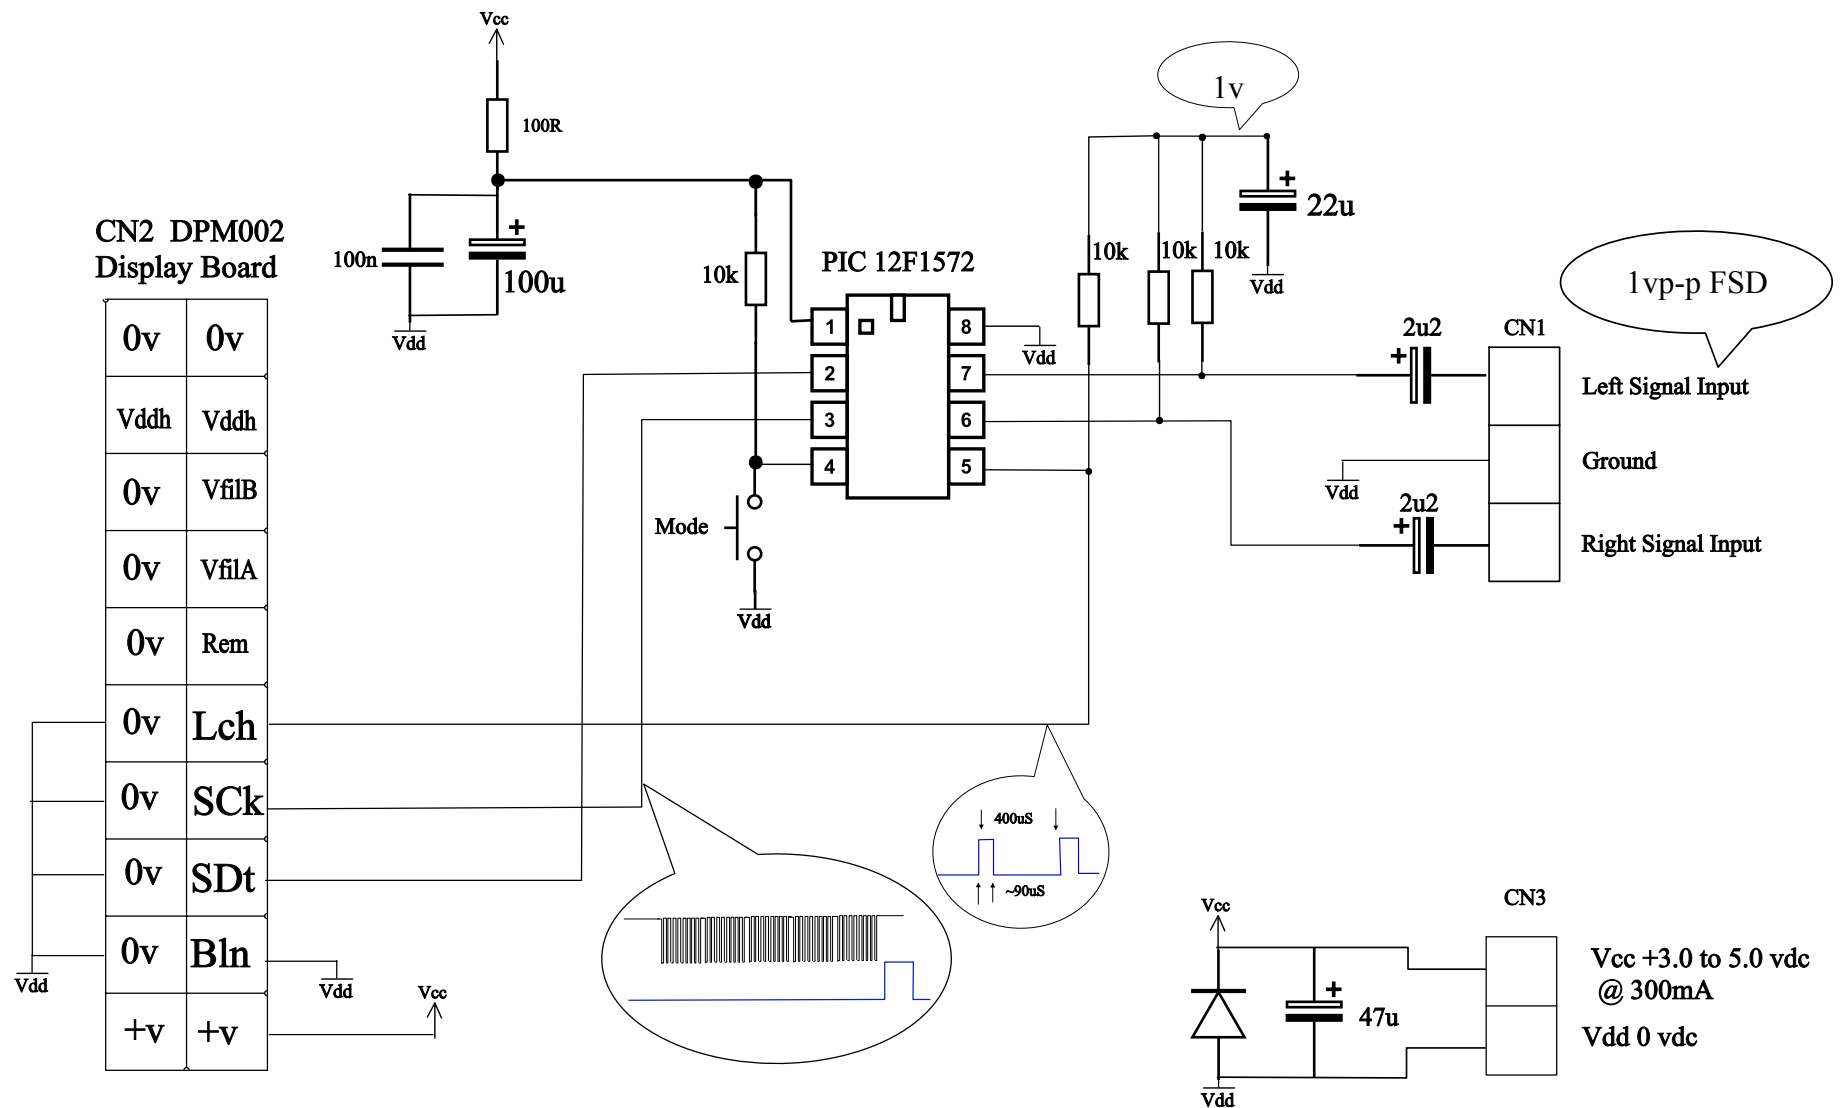 Vcc
1v
100R
CN2 DPM002
Display Board
100n
100u
Vdd
10k
PIC 12F1572
10k
10k
10k
22u
Vdd
1vp-p FSD
1
2
3
4
8
7
6
5
Vdd
2u2
CN1
Left Signal Input
Ground
Vdd
2u2
Right Signal Input
Mode
Vdd
0v 0v
Vddh Vddh
0v VfilB
0v VfilA
0v Rem
0v Lch
0v SCk
0v SDt
0v Bln
+v +v
Vdd
Vdd
Vcc
400uS
~90uS
Vcc
CN3
47u
Vcc +3.0 to 5.0 vdc
@ 300mA
Vdd 0 vdc
Vdd